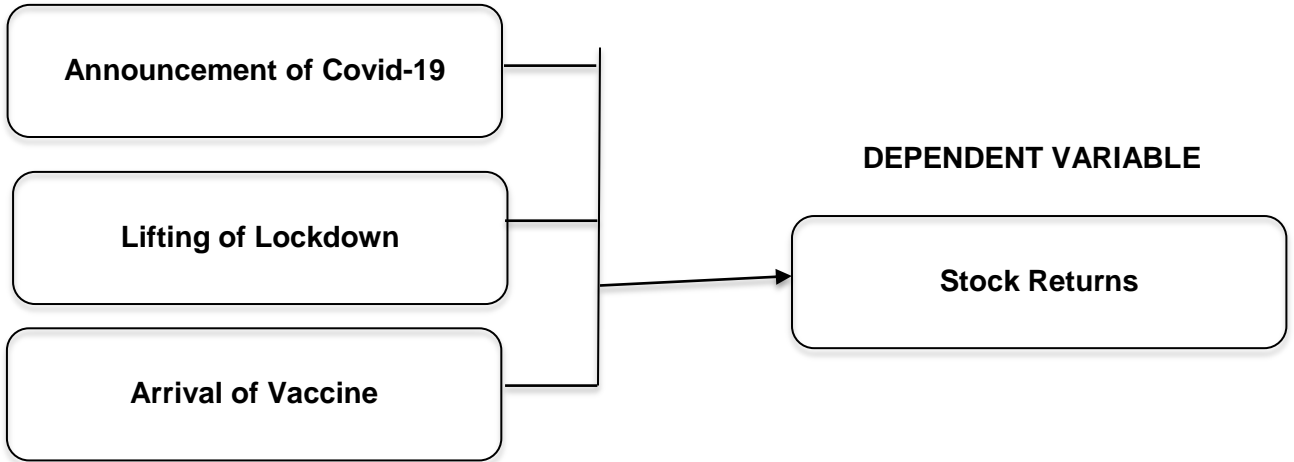 Announcement of Covid-19
DEPENDENT VARIABLE
Lifting of Lockdown
Stock Returns
Arrival of Vaccine